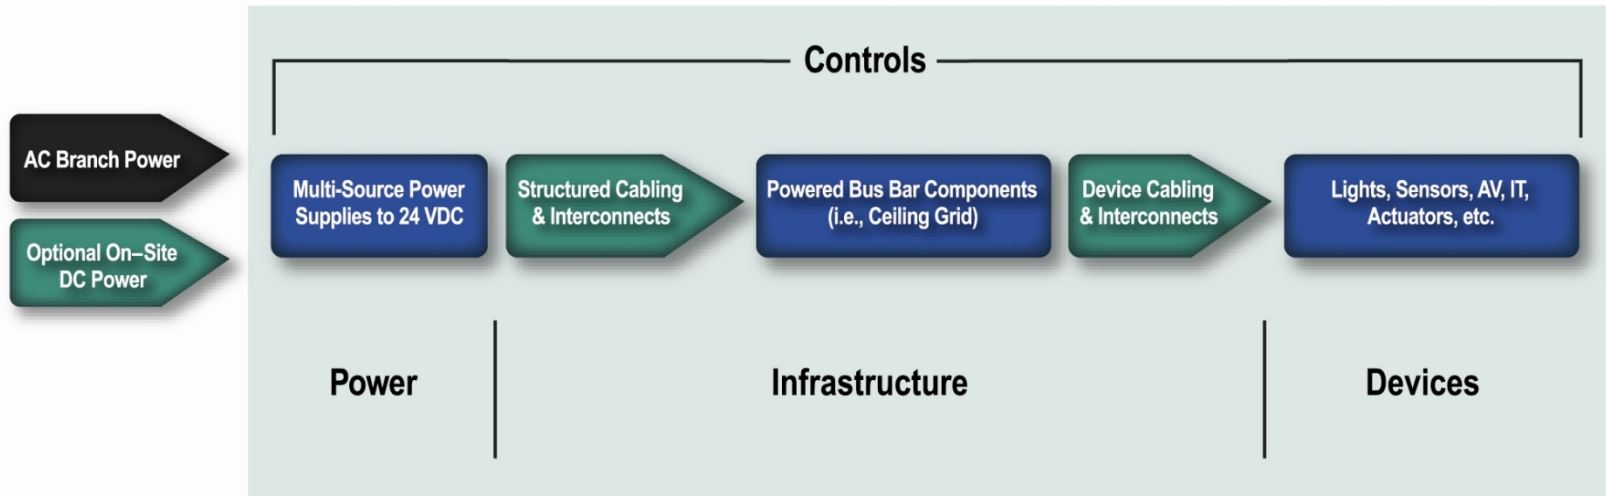 Controls
AC Branch Power
Optional On–Site
DC Power
Multi-Source Power
Supplies to 24 VDC
Structured Cabling
& Interconnects
Powered Bus Bar Components
(i.e., Ceiling Grid)
Device Cabling
& Interconnects
Lights, Sensors, AV, IT,
Actuators, etc.
Power
Infrastructure
Devices